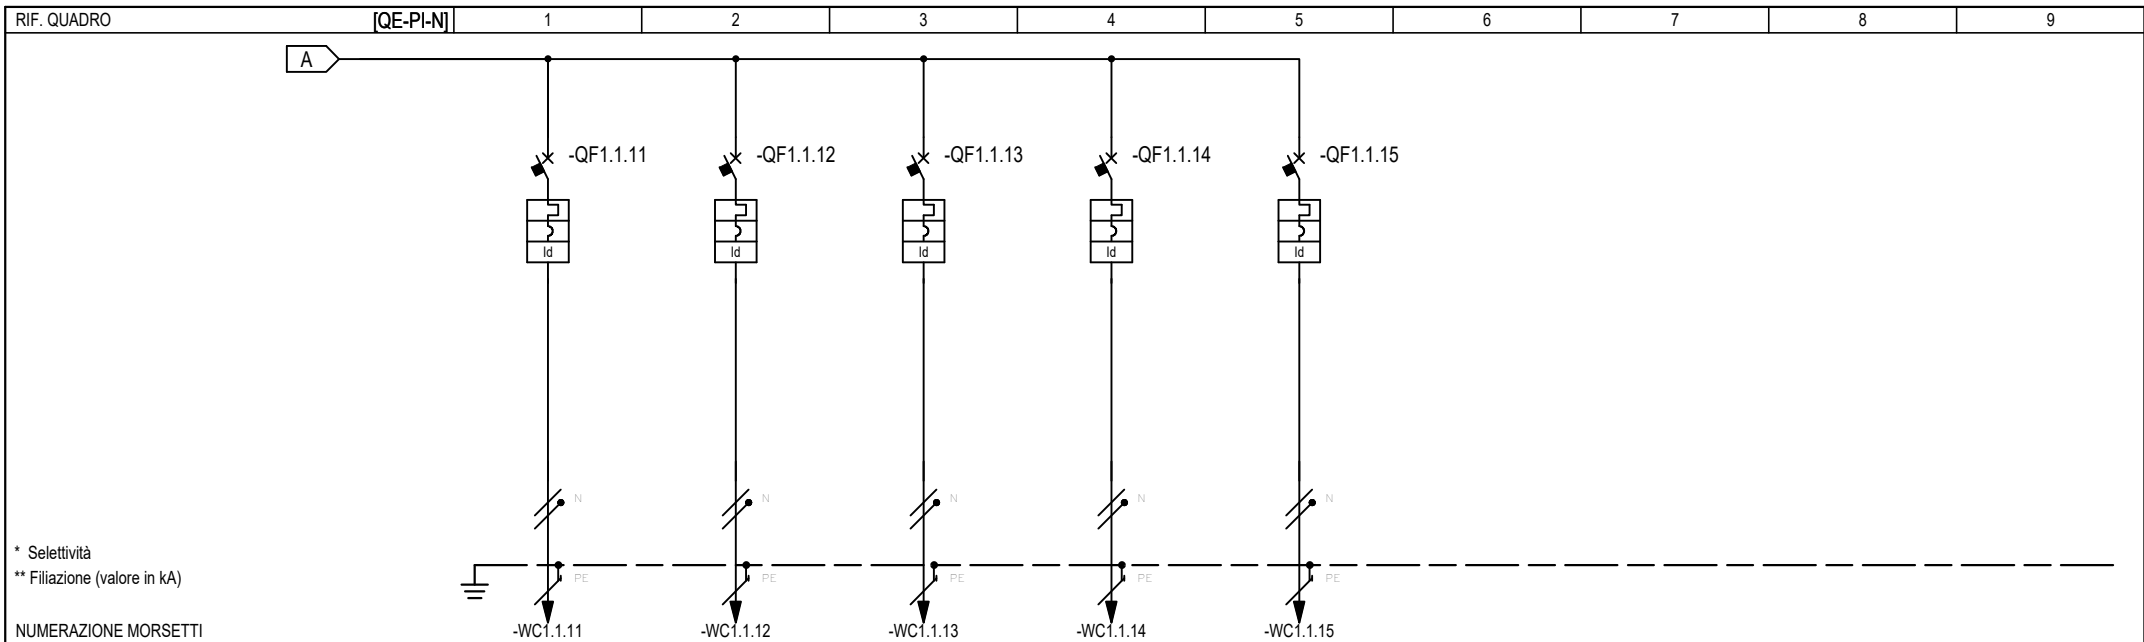 RIF. QUADRO [QE-PI-N] 1 2 3 4 5 6 7 8 9
A
-QF1.1.11 -QF1.1.12 -QF1.1.13 -QF1.1.14 -QF1.1.15
Id Id Id Id Id
N N N N N
* Selettività
** Filiazione (valore in kA)
PE PE PE PE PE
NUMERAZIONE MORSETTI -WC1.1.11 -WC1.1.12 -WC1.1.13 -WC1.1.14 -WC1.1.15